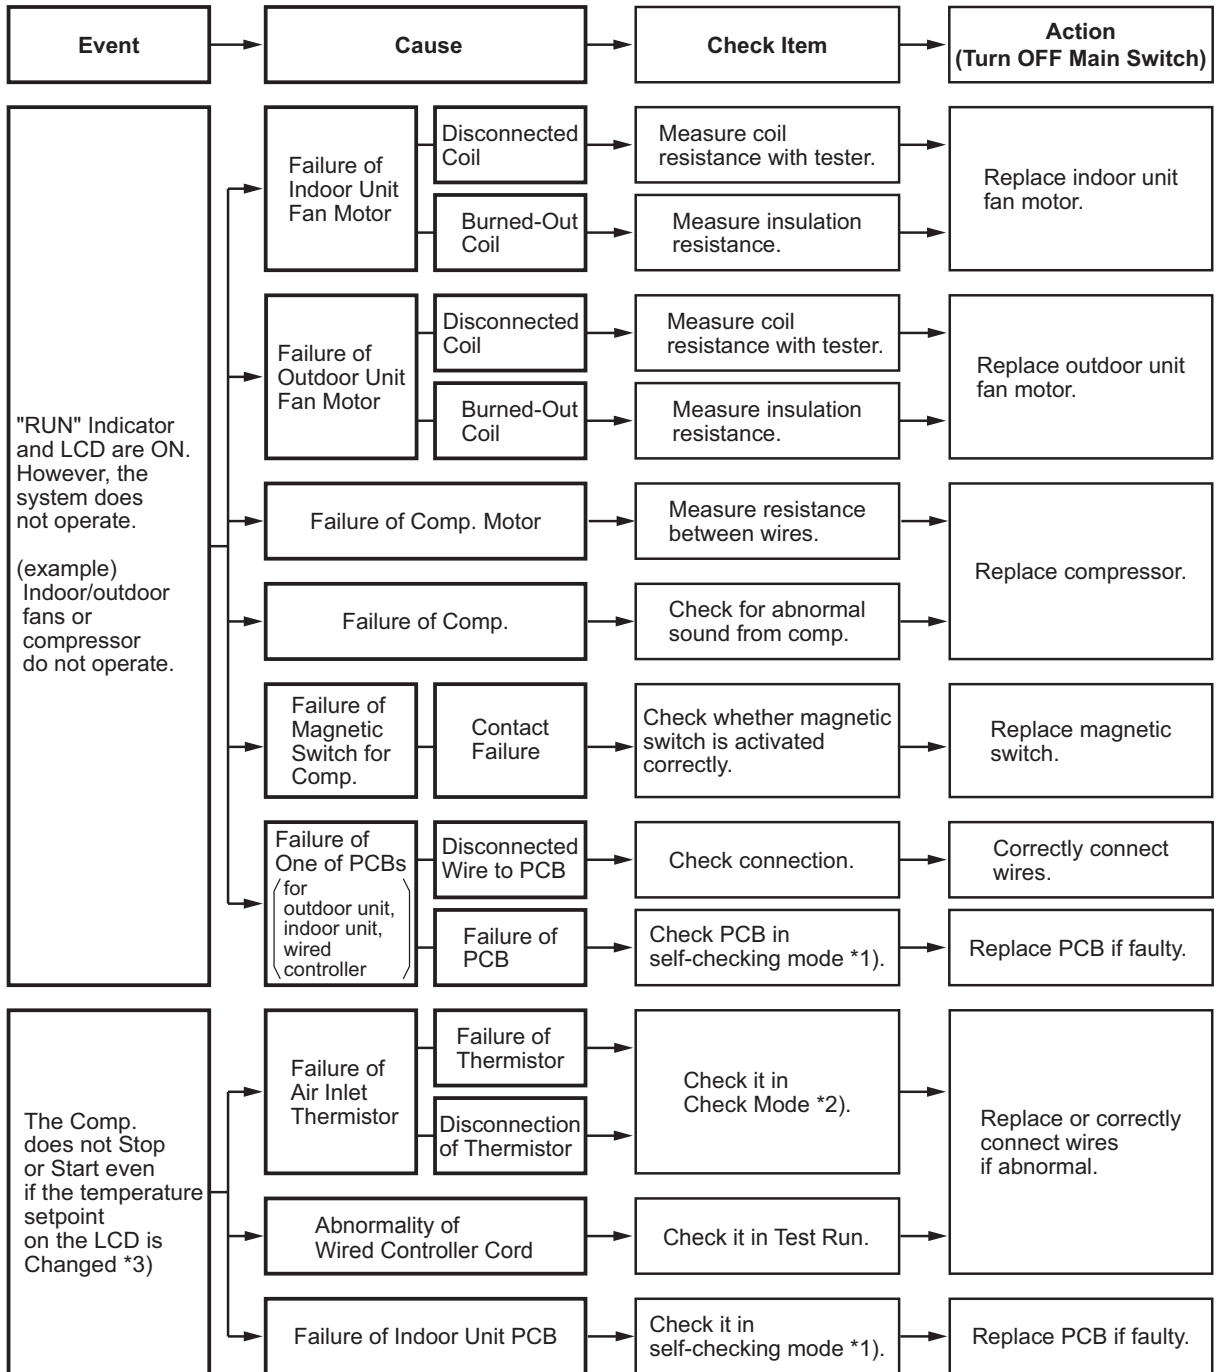 Event
Cause
Check Item
Action
(Turn OFF Main Switch)
"RUN" Indicator
and LCD are ON.
However, the
system does
not operate.
(example)
Indoor/outdoor
fans or
compressor
do not operate.
Failure of
Indoor Unit
Fan Motor
Disconnected
Coil
Measure coil
resistance with tester.
Burned-Out
Coil
Measure insulation
resistance.
Replace indoor unit
fan motor.
Failure of
Outdoor Unit
Fan Motor
Disconnected
Coil
Measure coil
resistance with tester.
Burned-Out
Coil
Measure insulation
resistance.
Replace outdoor unit
fan motor.
Failure of Comp. Motor
Measure resistance
between wires.
Failure of Comp.
Check for abnormal
sound from comp.
Replace compressor.
Failure of
Magnetic
Switch for
Comp.
Contact
Failure
Check whether magnetic
switch is activated
correctly.
Replace magnetic
switch.
Failure of
One of PCBs
for
outdoor unit,
indoor unit,
wired
controller
Disconnected
Wire to PCB
Check connection.
Correctly connect
wires.
Failure of
PCB
Check PCB in
self-checking mode *1).
Replace PCB if faulty.
The Comp.
does not Stop
or Start even
if the temperature
setpoint
on the LCD is
Changed *3)
Failure of
Air Inlet
Thermistor
Failure of
Thermistor
Disconnection
of Thermistor
Check it in
Check Mode *2).
Replace or correctly
connect wires
if abnormal.
Abnormality of
Wired Controller Cord
Check it in Test Run.
Failure of Indoor Unit PCB
Check it in
self-checking mode *1).
Replace PCB if faulty.